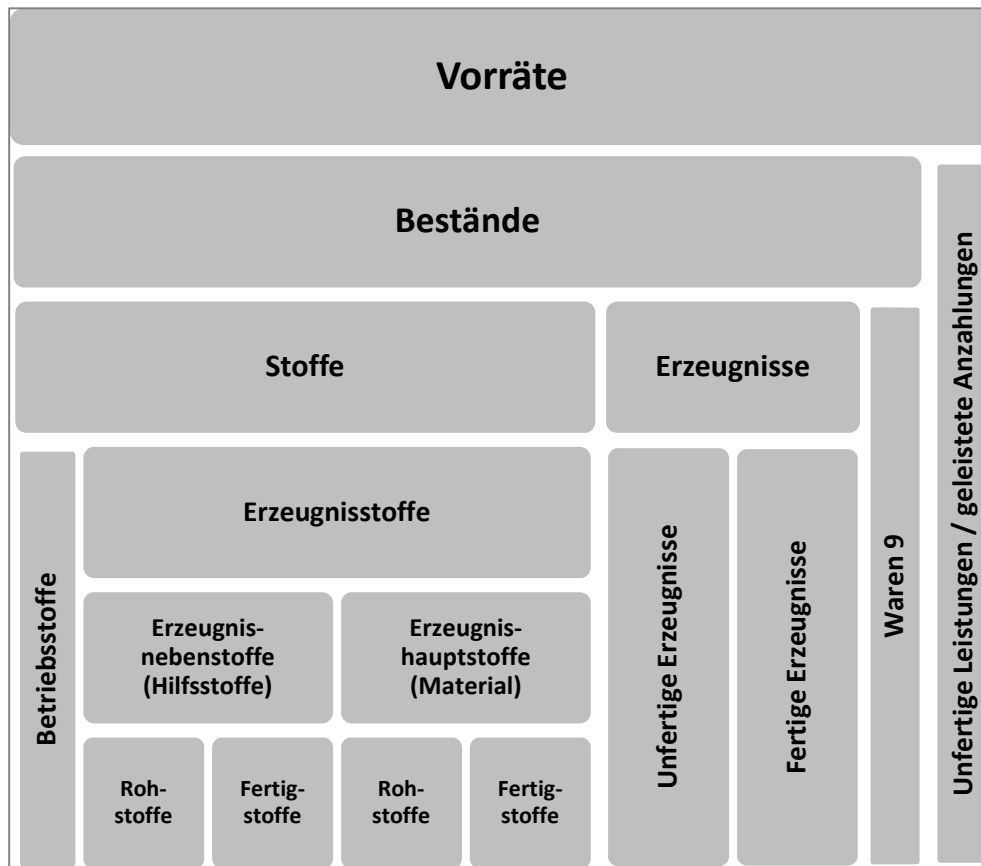 Vorräte
Bestände
Unfertige Leistungen / geleistete Anzahlungen
Stoffe
Erzeugnisse
Waren 9
Betriebsstoffe
Erzeugnisstoffe
Unfertige Erzeugnisse
Fertige Erzeugnisse
Erzeugnis-
nebenstoffe
(Hilfsstoffe)
Erzeugnis-
hauptstoffe
(Material)
Roh-
stoffe
Fertig-
stoffe
Roh-
stoffe
Fertig-
stoffe